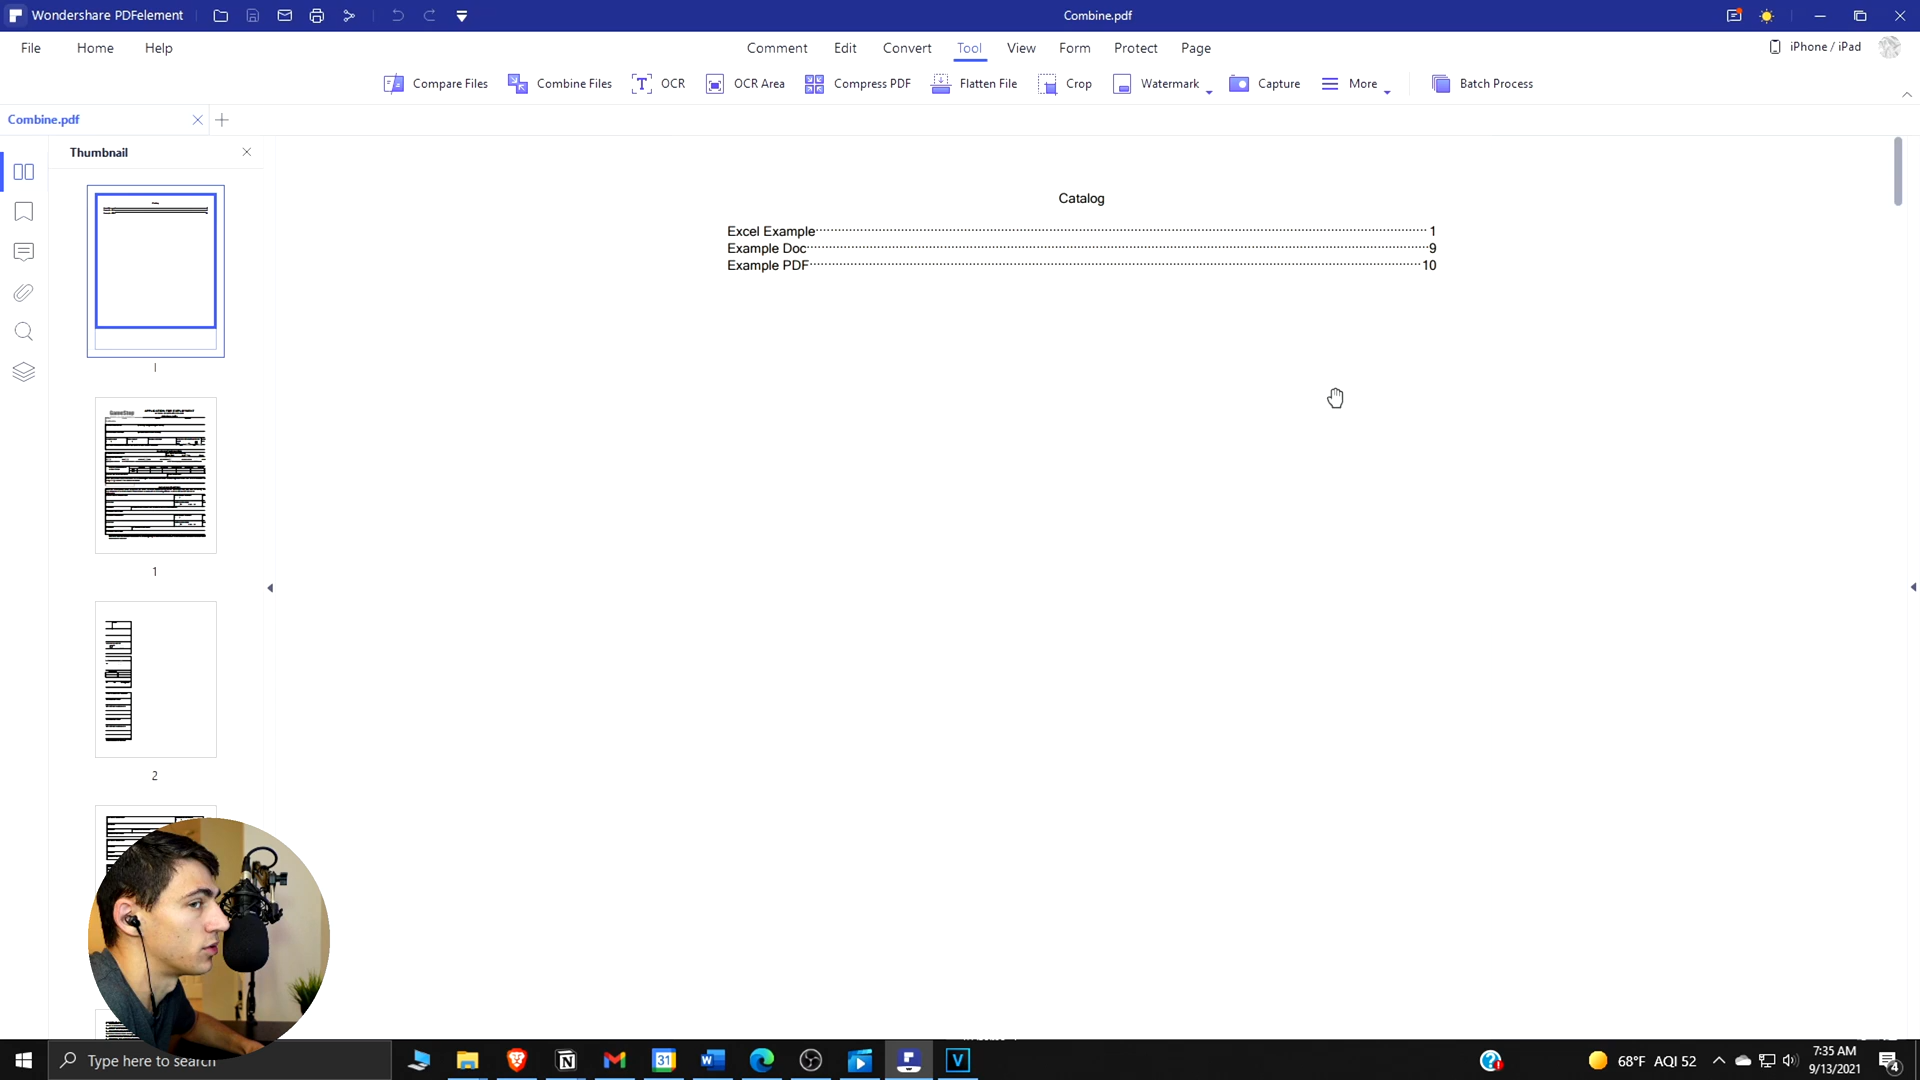 Wondershare PDFelement
Combine.pdf
File Home Help
Comment Edit Convert Tool View Form Protect Page
iPhone / iPad
Compare Files Combine Files OCR OCR Area Compress PDF Flatten File Crop Watermark Capture More Batch Process
Combine.pdf
Thumbnail
Catalog
Excel Example 1
Example Doc 9
Example PDF 10
I
GameStop
1
2
Type here to search
31
68°F AQI 52
7:35 AM
9/13/2021
4